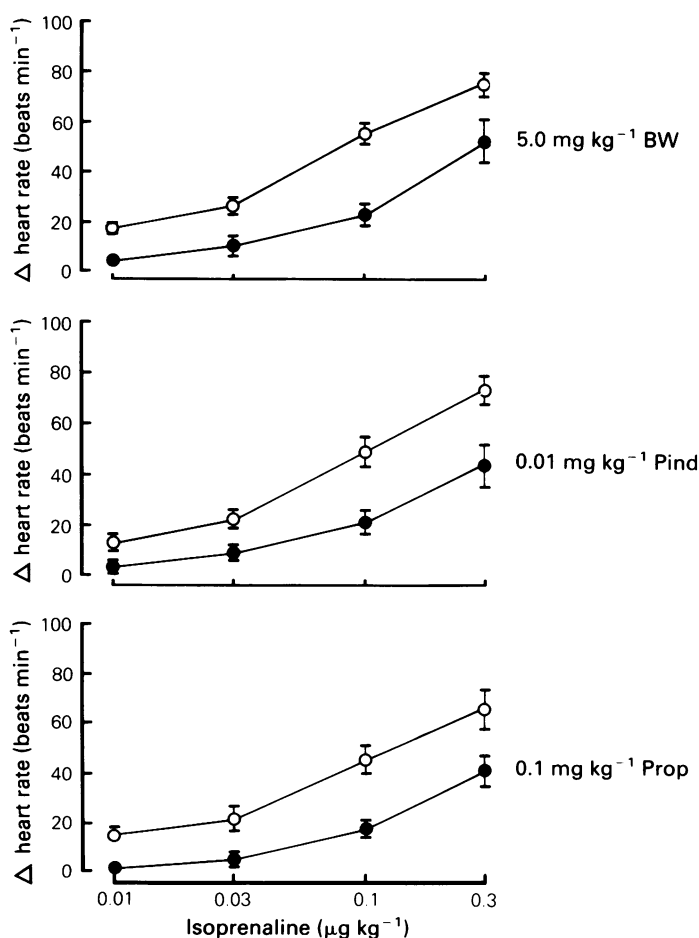 100
80
60
40
20
0
Δ heart rate (beats min⁻¹)
5.0 mg kg⁻¹ BW
100
80
60
40
20
0
Δ heart rate (beats min⁻¹)
0.01 mg kg⁻¹ Pind
100
80
60
40
20
0
Δ heart rate (beats min⁻¹)
0.1 mg kg⁻¹ Prop
0.01 0.03 0.1 0.3
Isoprenaline (μg kg⁻¹)